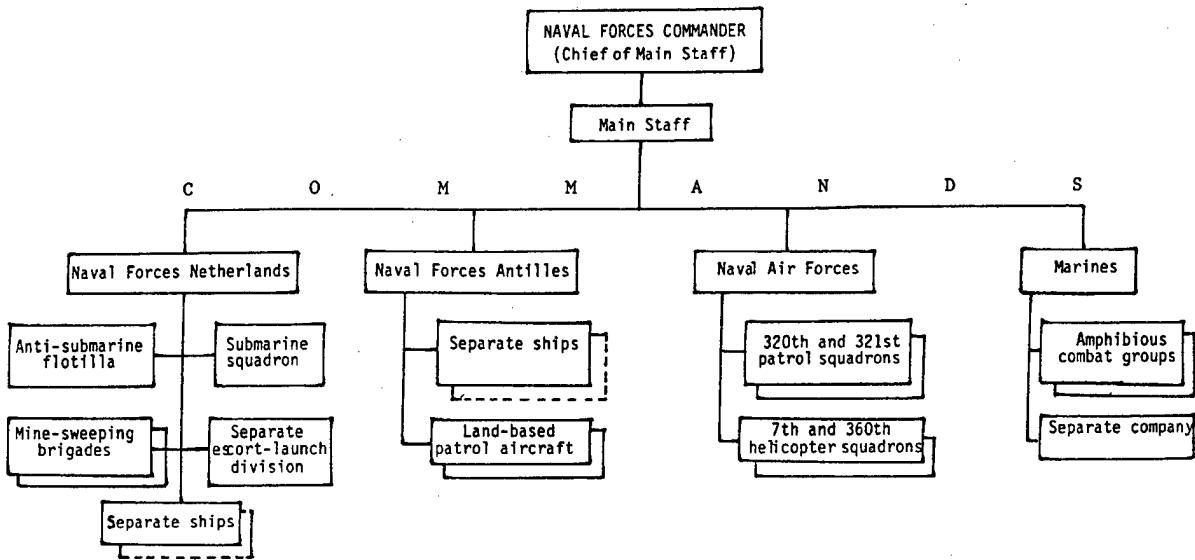 NAVAL FORCES COMMANDER
(Chief of Main Staff)
Main Staff
C O M M A N D S
Naval Forces Netherlands
Naval Forces Antilles
Naval Air Forces
Marines
Anti-submarine
flotilla
Submarine
squadron
Mine-sweeping
brigades
Separate
escort-launch
division
Separate ships
Separate ships
Land-based
patrol aircraft
320th and 321st
patrol squadrons
7th and 360th
helicopter squadrons
Amphibious
combat groups
Separate company